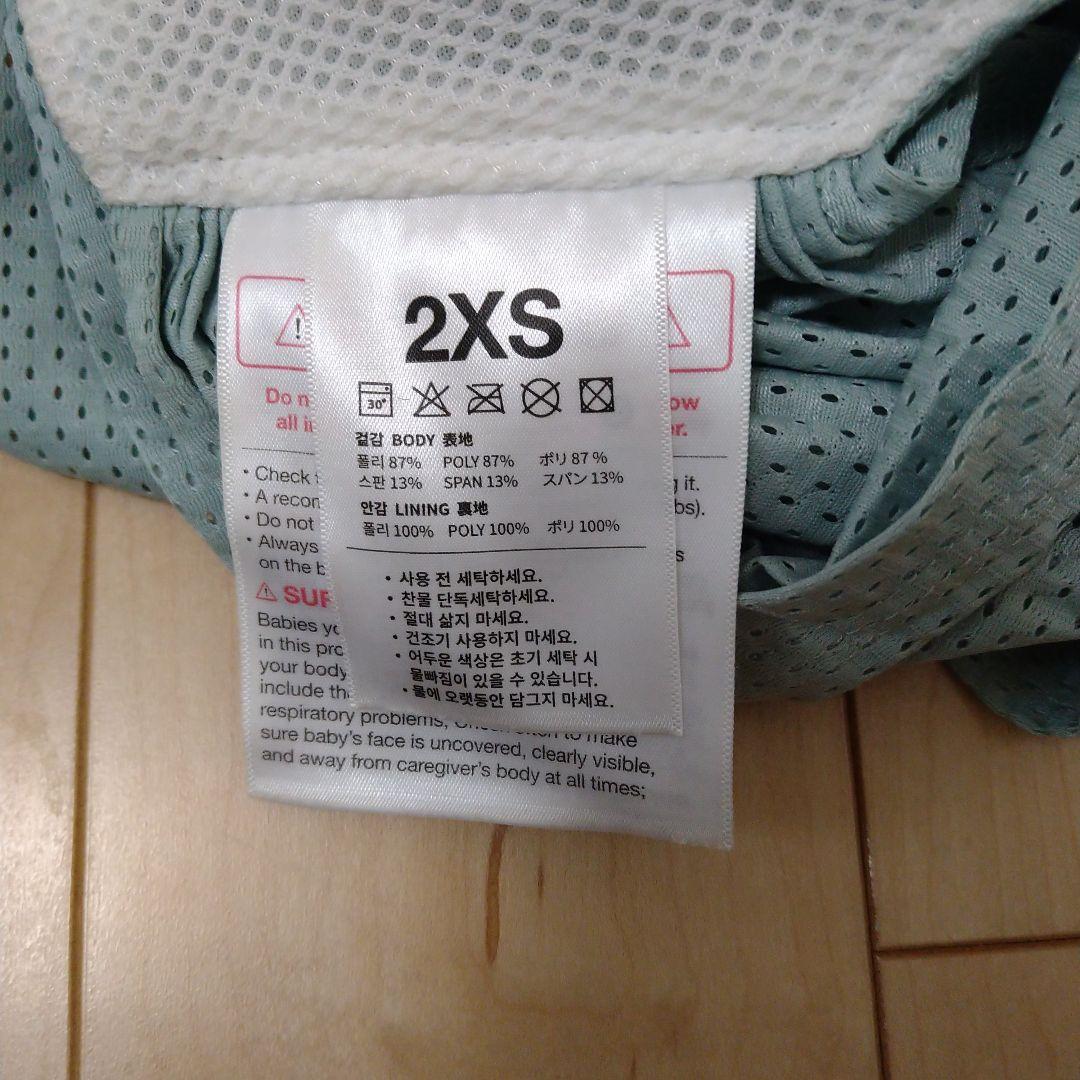 2XS
30°
겉감 BODY 表地
폴리 87% POLY 87% ポリ 87 %
스판 13% SPAN 13% スパン 13%
안감 LINING 裏地
폴리 100% POLY 100% ポリ 100%
• 사용 전 세탁하세요.
• 찬물 단독세탁하세요.
• 절대 삶지 마세요.
• 건조기 사용하지 마세요.
• 어두운 색상은 초기 세탁 시
물빠짐이 있을 수 있습니다.
• 물에 오랫동안 담그지 마세요.
Do
all
• Check
• A
• Do not
• Always
on the
it.
Babies
in this
your body
include
respiratory problems, to make
sure baby's face is uncovered, clearly visible,
and away from caregiver's body at all times;